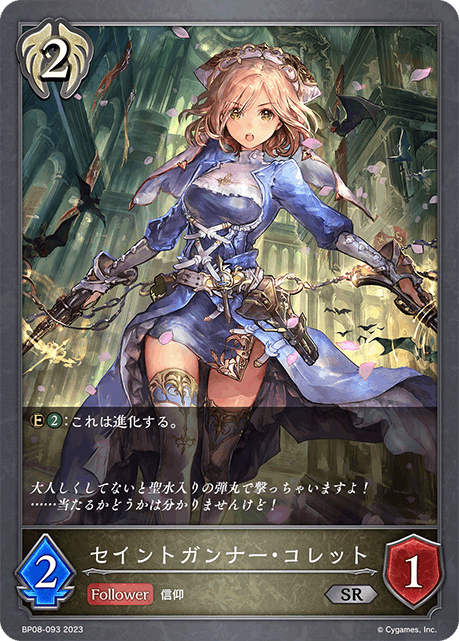 2
E 2:これは進化する。
大人しくしてないと聖水入りの弾丸で撃っちゃいますよ!
……当たるかどうかは分かりませんけど!
セイントガンナー・コレット
2
Follower 信仰
SR
1
BP08-093 2023
© Cygames, Inc.